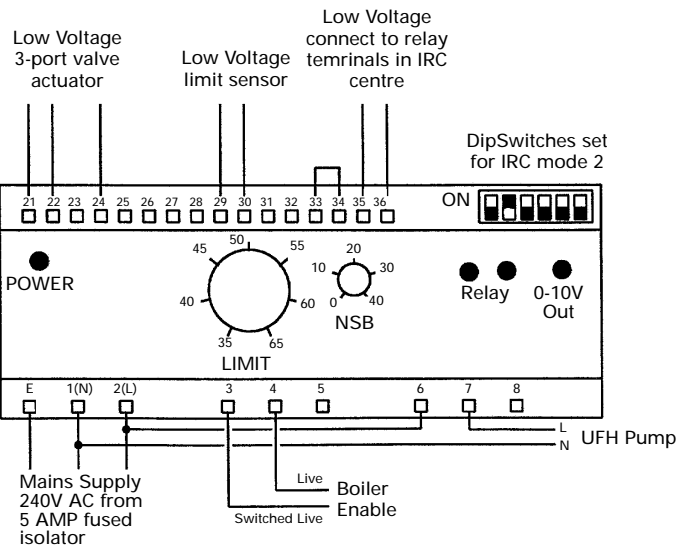 Low Voltage
3-port valve
actuator
Low Voltage
limit sensor
Low Voltage
connect to relay
temrinals in IRC
centre
DipSwitches set
for IRC mode 2
21 22 23 24 25 26 27 28 29 30 31 32 33 34 35 36
ON
POWER
35 40 45 50 55 60 65
LIMIT
0 10 20 30 40
NSB
Relay
0-10V
Out
E 1(N) 2(L) 3 4 5 6 7 8
L
N
UFH Pump
Mains Supply
240V AC from
5 AMP fused
isolator
Live
Switched Live
Boiler
Enable